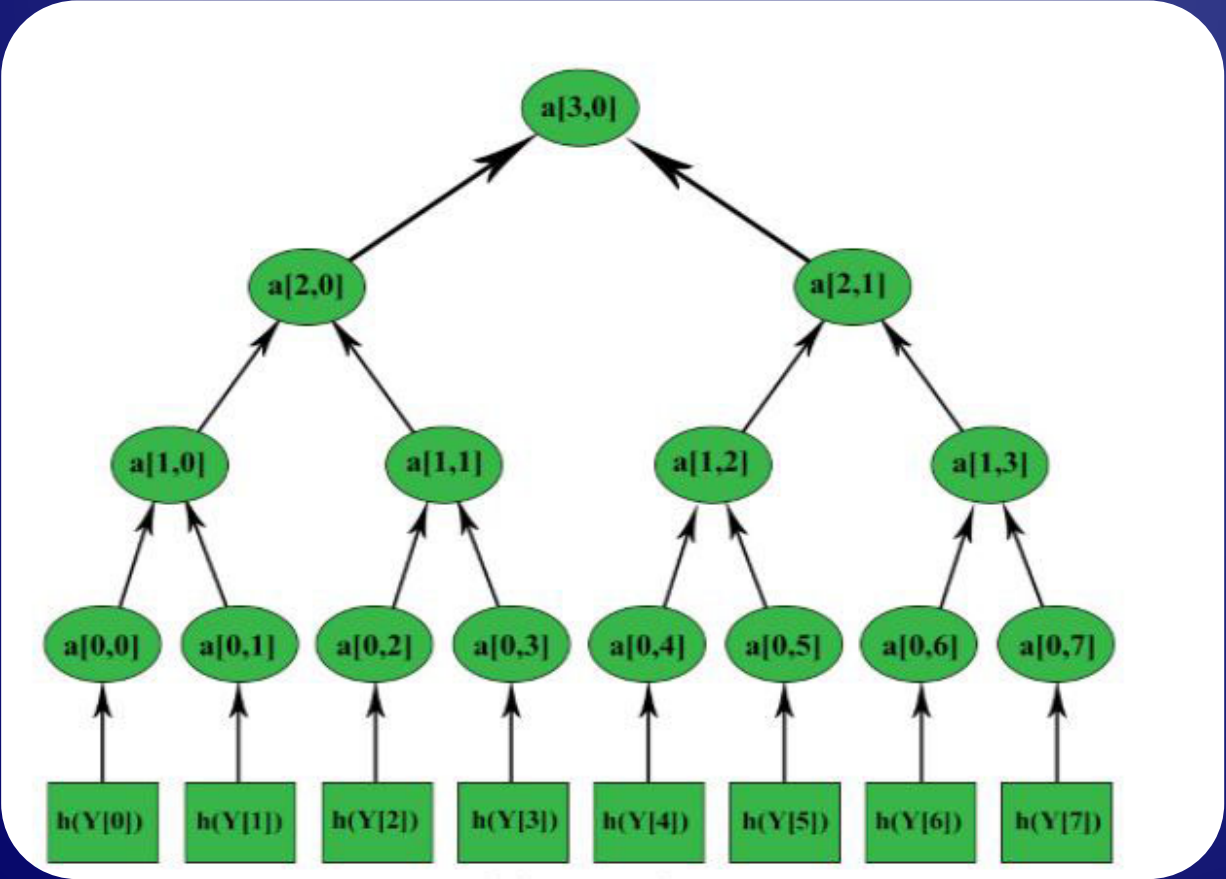 a[3,0]
a[2,0] a[2,1]
a[1,0] a[1,1] a[1,2] a[1,3]
a[0,0] a[0,1] a[0,2] a[0,3] a[0,4] a[0,5] a[0,6] a[0,7]
h(Y[0]) h(Y[1]) h(Y[2]) h(Y[3]) h(Y[4]) h(Y[5]) h(Y[6]) h(Y[7])